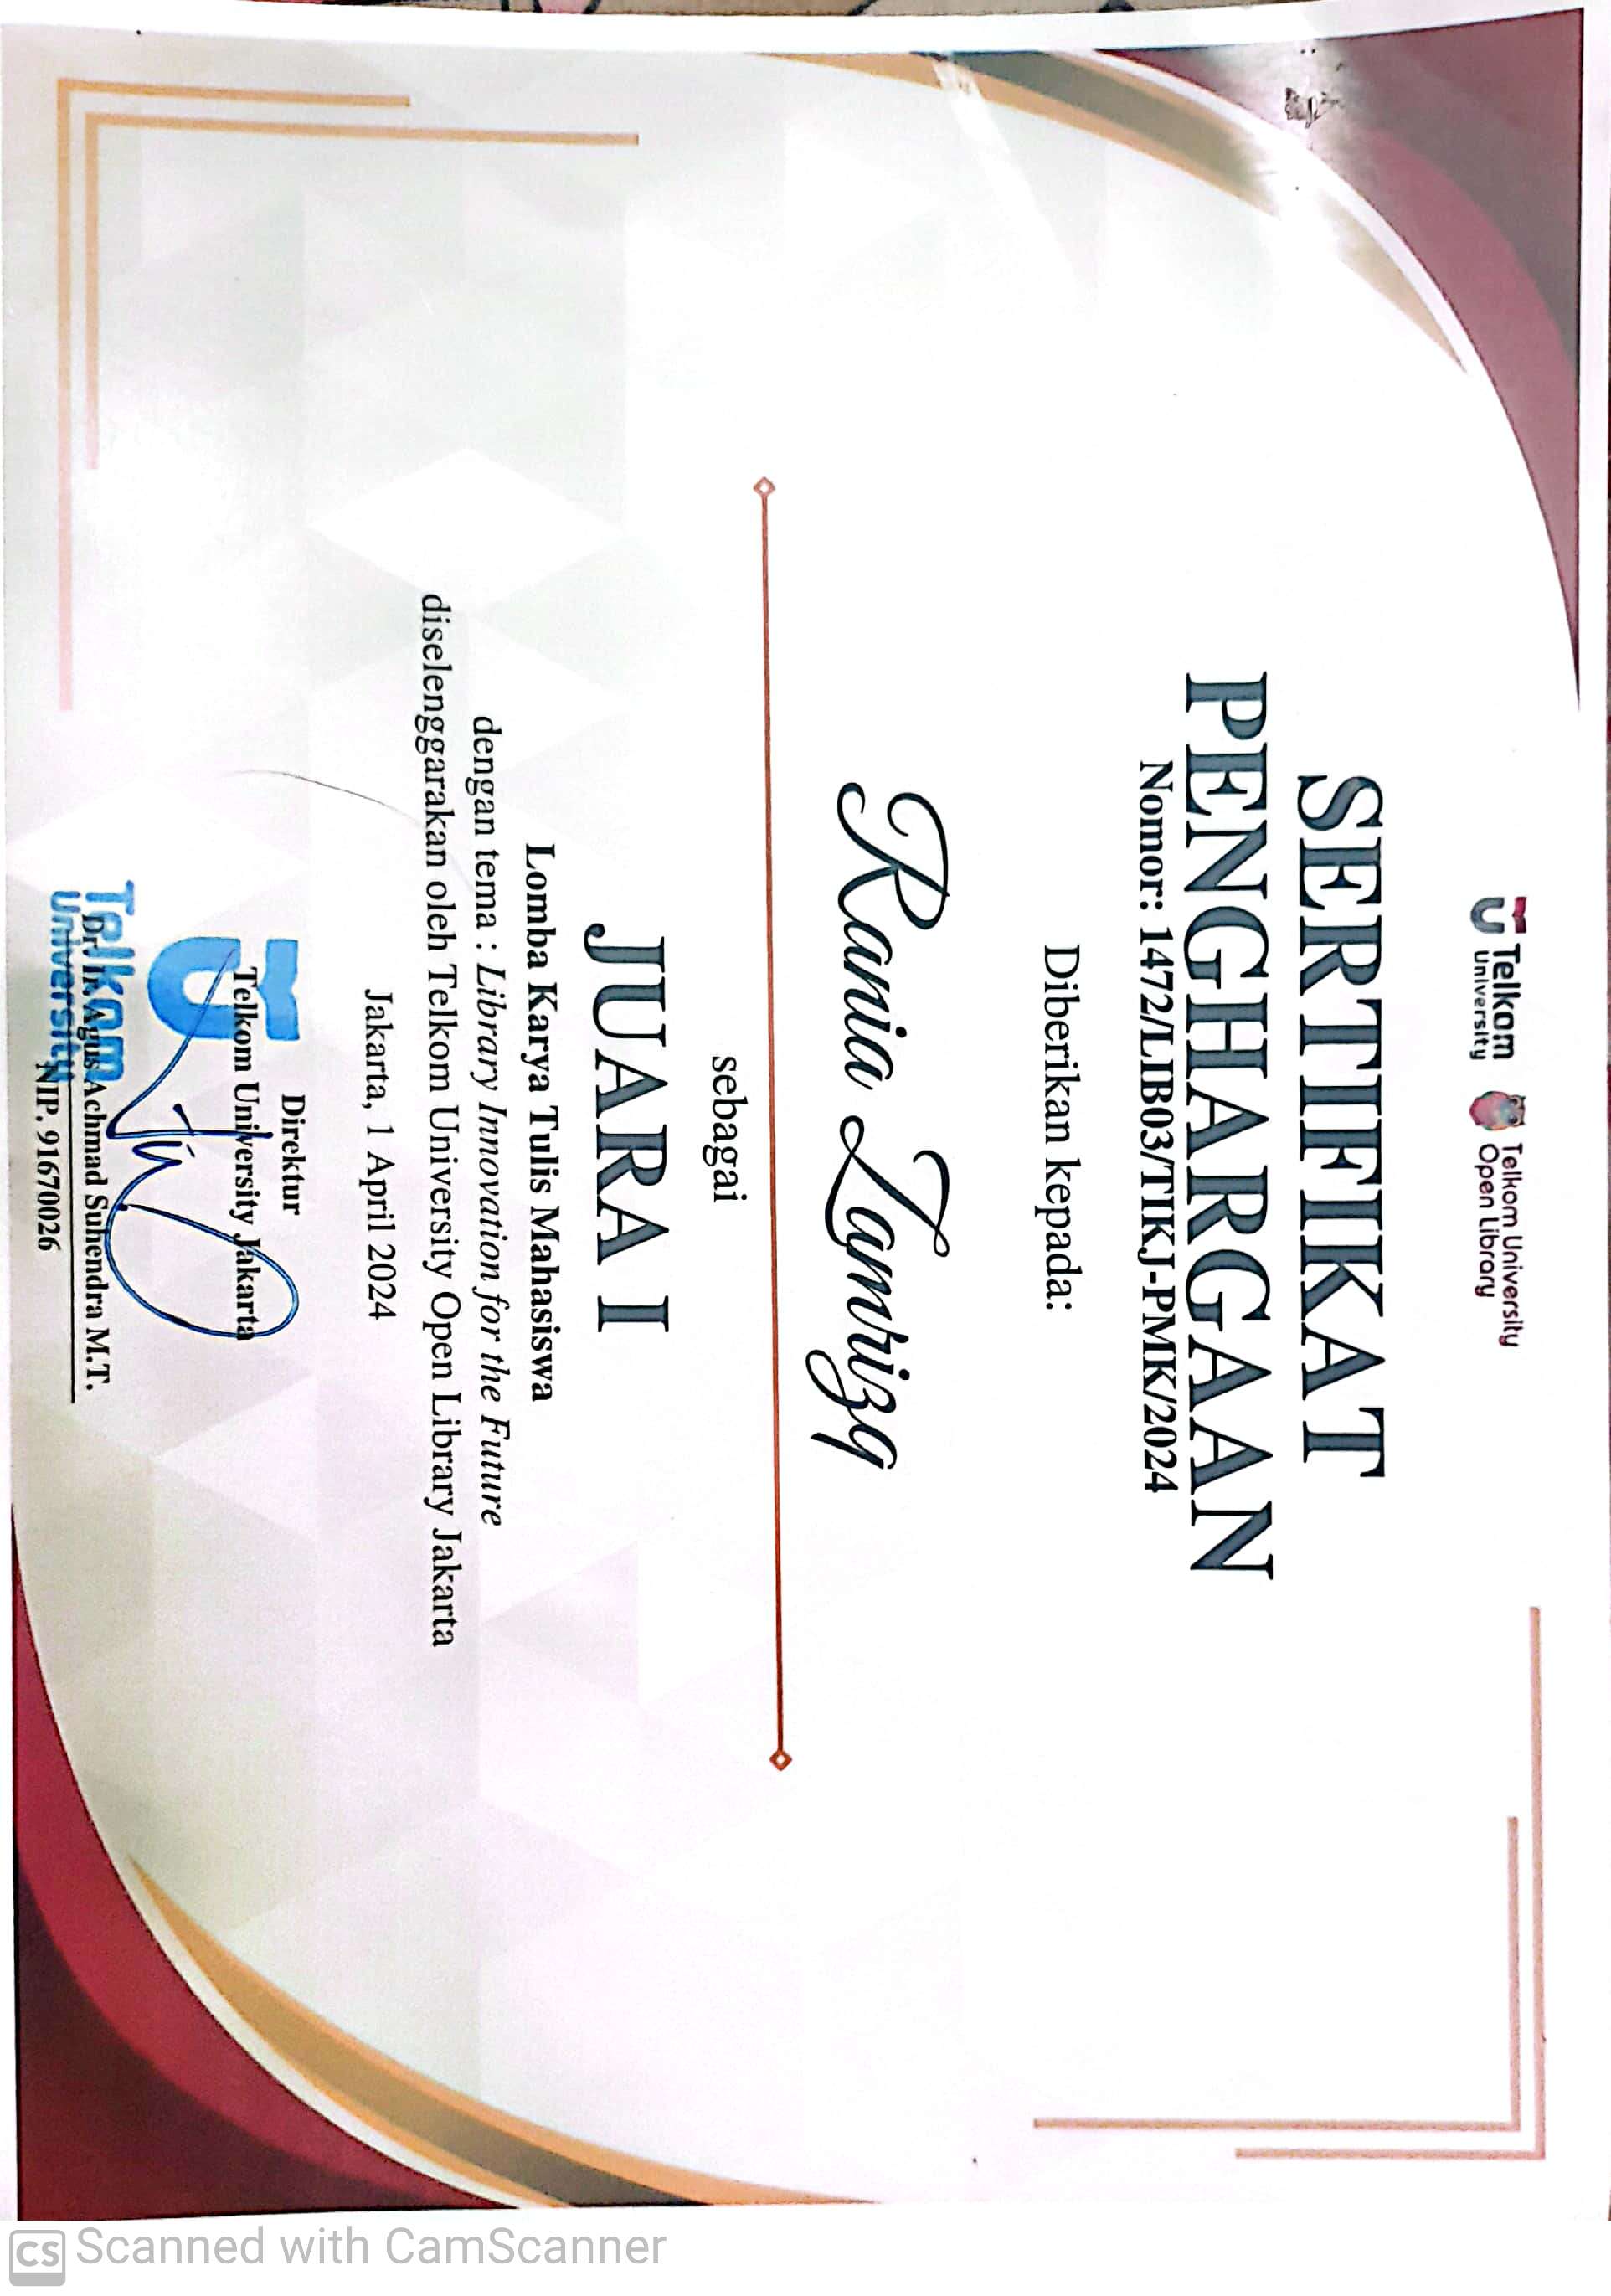 Telkom University
Telkom University Open Library
SERTIFIKAT
PENGHARGAAN
Nomor: 1472/LIB03/TIKJ-PMK/2024
Diberikan kepada:
Rania Zamrizq
sebagai
JUARA I
Lomba Karya Tulis Mahasiswa
dengan tema : Library Innovation for the Future
diselenggarakan oleh Telkom University Open Library Jakarta
Jakarta, 1 April 2024
Direktur
Telkom University Jakarta
Telkom University
Dr. Ir. Agus Achmad Suhendra M.T.
NIP. 91670026
CS Scanned with CamScanner